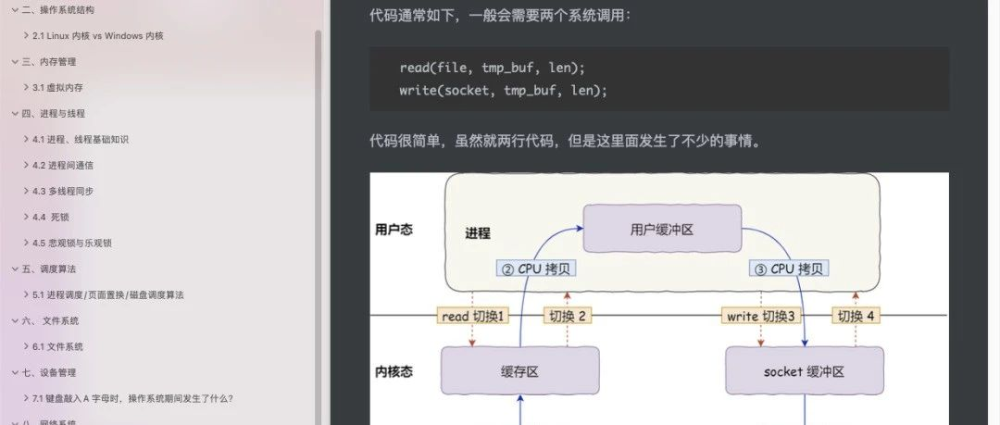 二、操作系统结构
2.1 Linux 内核 vs Windows 内核
三、内存管理
3.1 虚拟内存
四、进程与线程
4.1 进程、线程基础知识
4.2 进程间通信
4.3 多线程同步
4.4 死锁
4.5 悲观锁与乐观锁
五、调度算法
5.1 进程调度/页面置换/磁盘调度算法
六、 文件系统
6.1 文件系统
七、设备管理
7.1 键盘敲入 A 字母时，操作系统期间发生了什么？
八、网络系统
代码通常如下，一般会需要两个系统调用：
read(file, tmp_buf, len);
write(socket, tmp_buf, len);
代码很简单，虽然就两行代码，但是这里面发生了不少的事情。
用户态
进程
用户缓冲区
② CPU 拷贝
③ CPU 拷贝
read 切换1
切换 2
write 切换3
切换 4
内核态
缓存区
socket 缓冲区